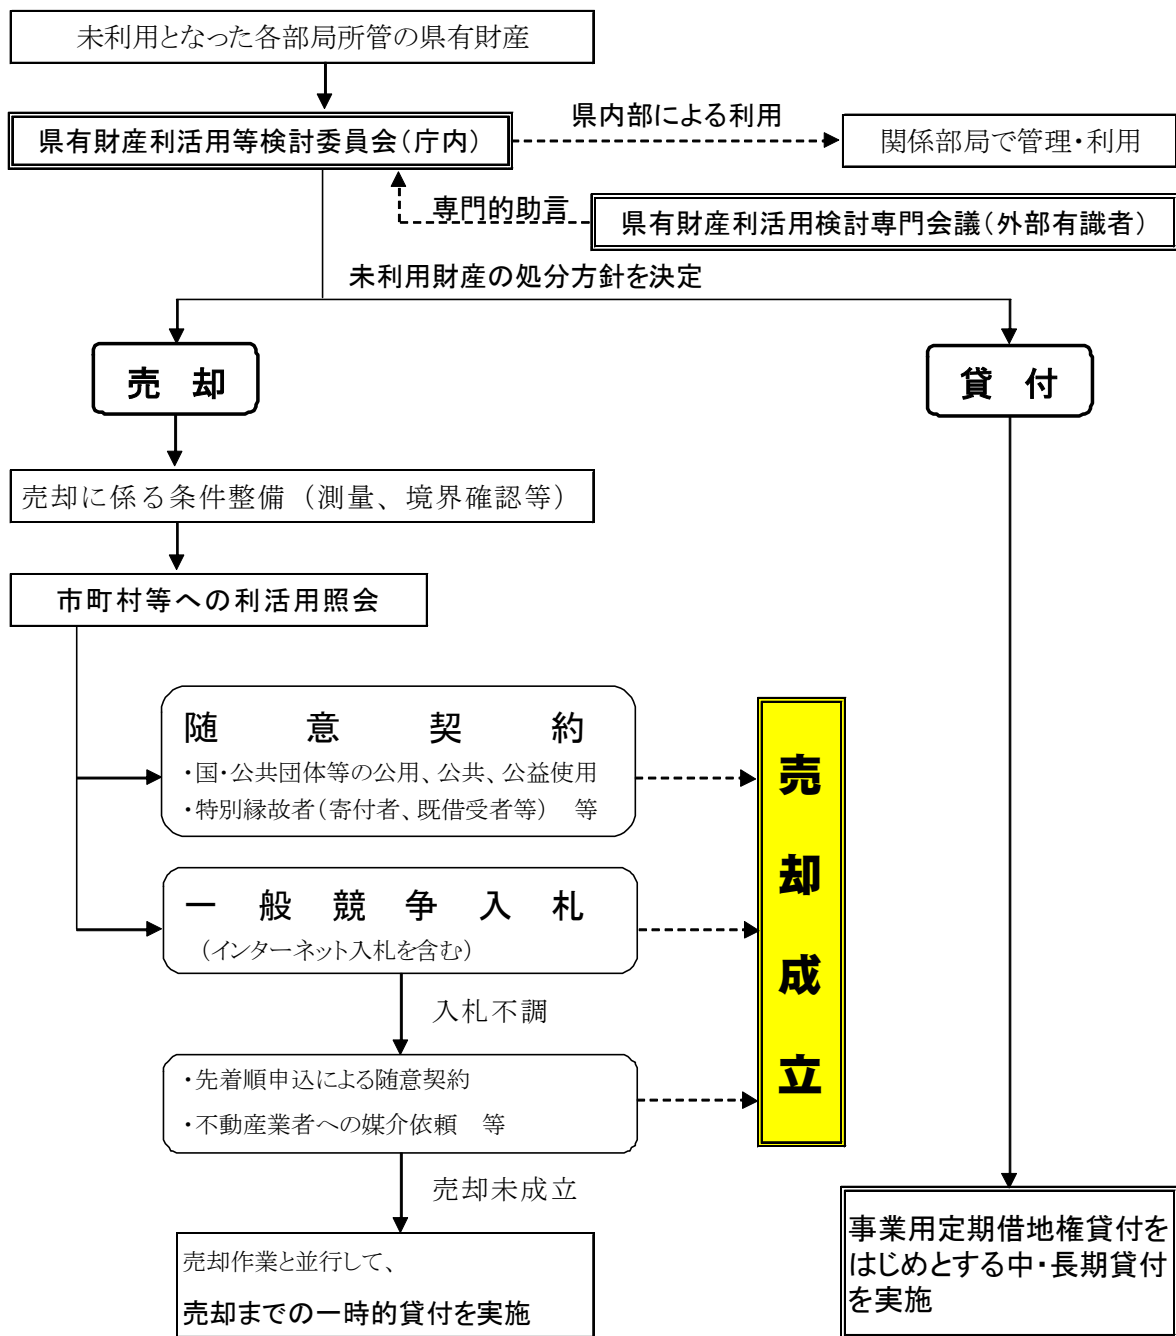 未利用となった各部局所管の県有財産
県有財産利活用等検討委員会(庁内)
県内部による利用
関係部局で管理・利用
専門的助言
県有財産利活用検討専門会議(外部有識者)
未利用財産の処分方針を決定
売 却
貸 付
売却に係る条件整備 (測量、境界確認等)
市町村等への利活用照会
随 意 契 約
・国・公共団体等の公用、公共、公益使用
・特別縁故者(寄付者、既借受者等) 等
一 般 競 争 入 札
(インターネット入札を含む)
売却成立
入札不調
・先着順申込による随意契約
・不動産業者への媒介依頼 等
売却未成立
売却作業と並行して、
売却までの一時的貸付を実施
事業用定期借地権貸付を
はじめとする中・長期貸付
を実施